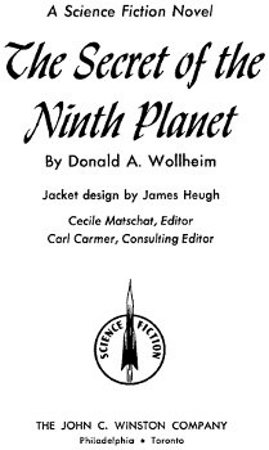 A Science Fiction Novel
The Secret of the
Ninth Planet
By Donald A. Wollheim
Jacket design by James Heugh
Cecile Matschat, Editor
Carl Carmer, Consulting Editor
SCIENCE FICTION
THE JOHN C. WINSTON COMPANY
Philadelphia • Toronto